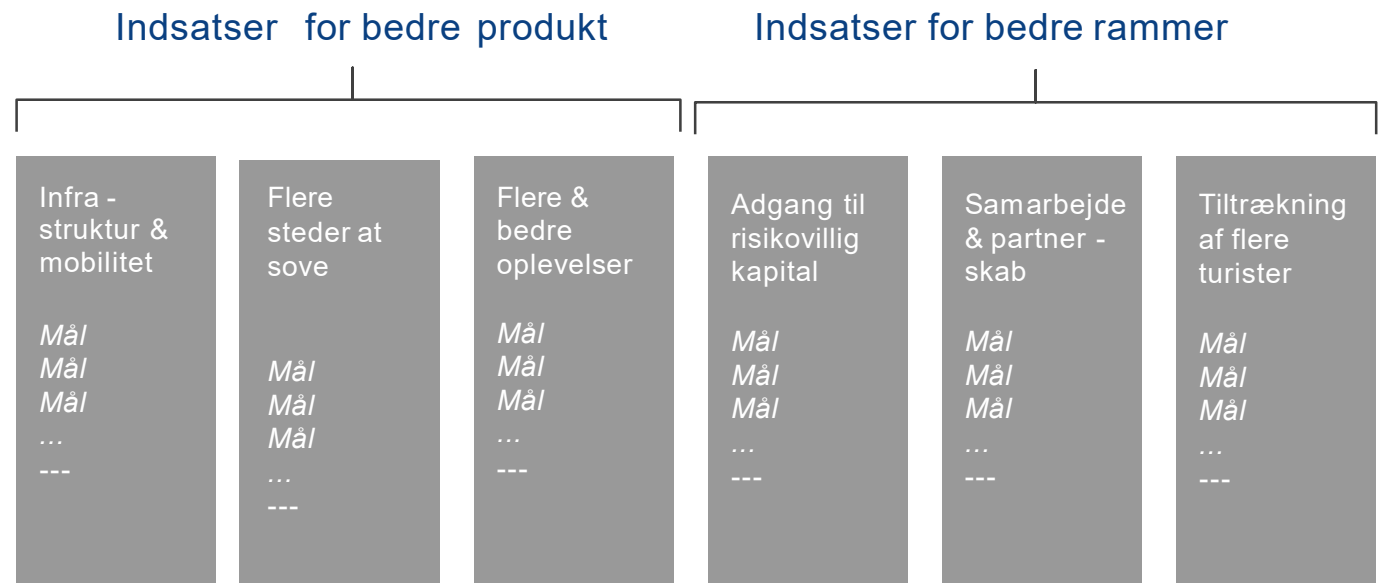 Indsatser for bedre produkt
Indsatser for bedre rammer
Infra -
struktur &
mobilitet
Mål
Mål
Mål
...
---
Flere
steder at
sove
Mål
Mål
Mål
...
---
Flere &
bedre
oplevelser
Mål
Mål
Mål
...
---
Adgang til
risikovillig
kapital
Mål
Mål
Mål
...
---
Samarbejde
& partner -
skab
Mål
Mål
Mål
...
---
Tiltrækning
af flere
turister
Mål
Mål
Mål
...
---